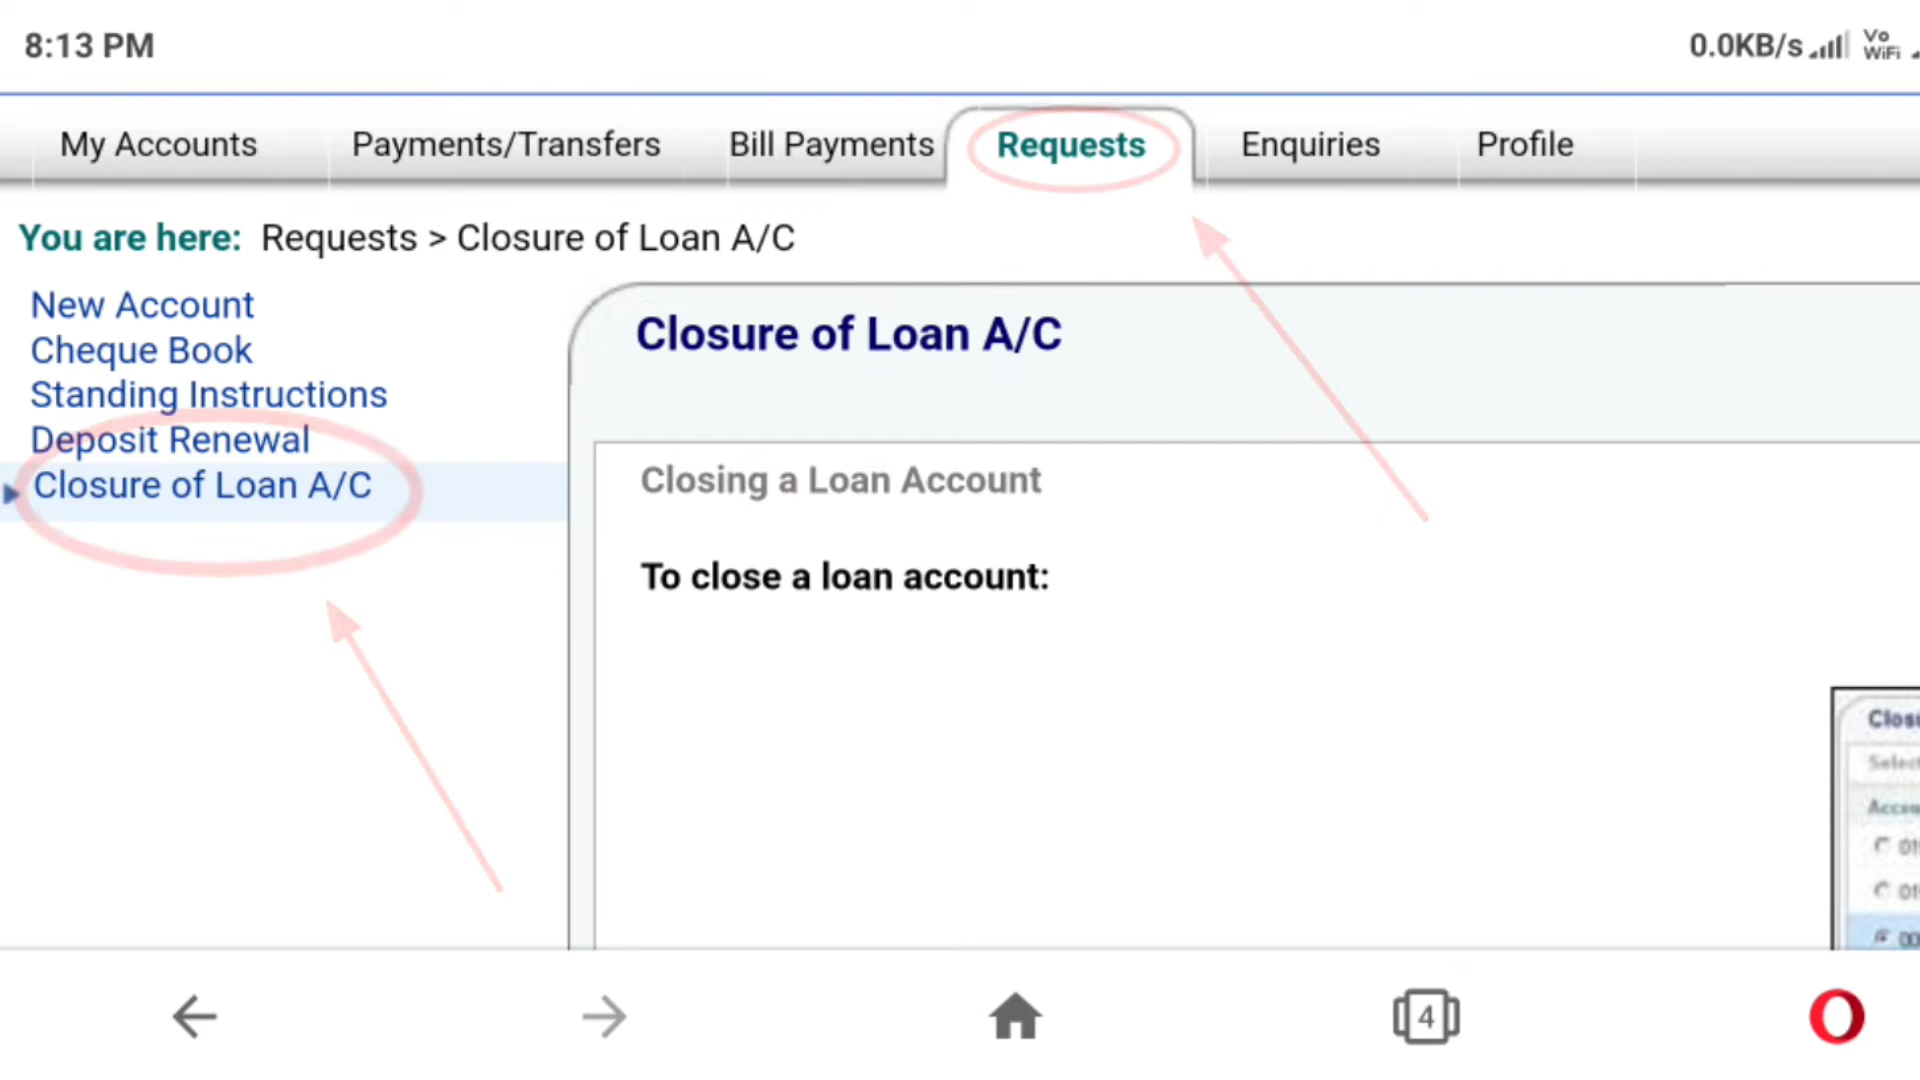 8:13 PM
0.0KB/s Vo WiFi
My Accounts Payments/Transfers Bill Payments Requests Enquiries Profile
You are here: Requests > Closure of Loan A/C
New Account
Cheque Book
Standing Instructions
Deposit Renewal
Closure of Loan A/C
Closure of Loan A/C
Closing a Loan Account
To close a loan account:
4